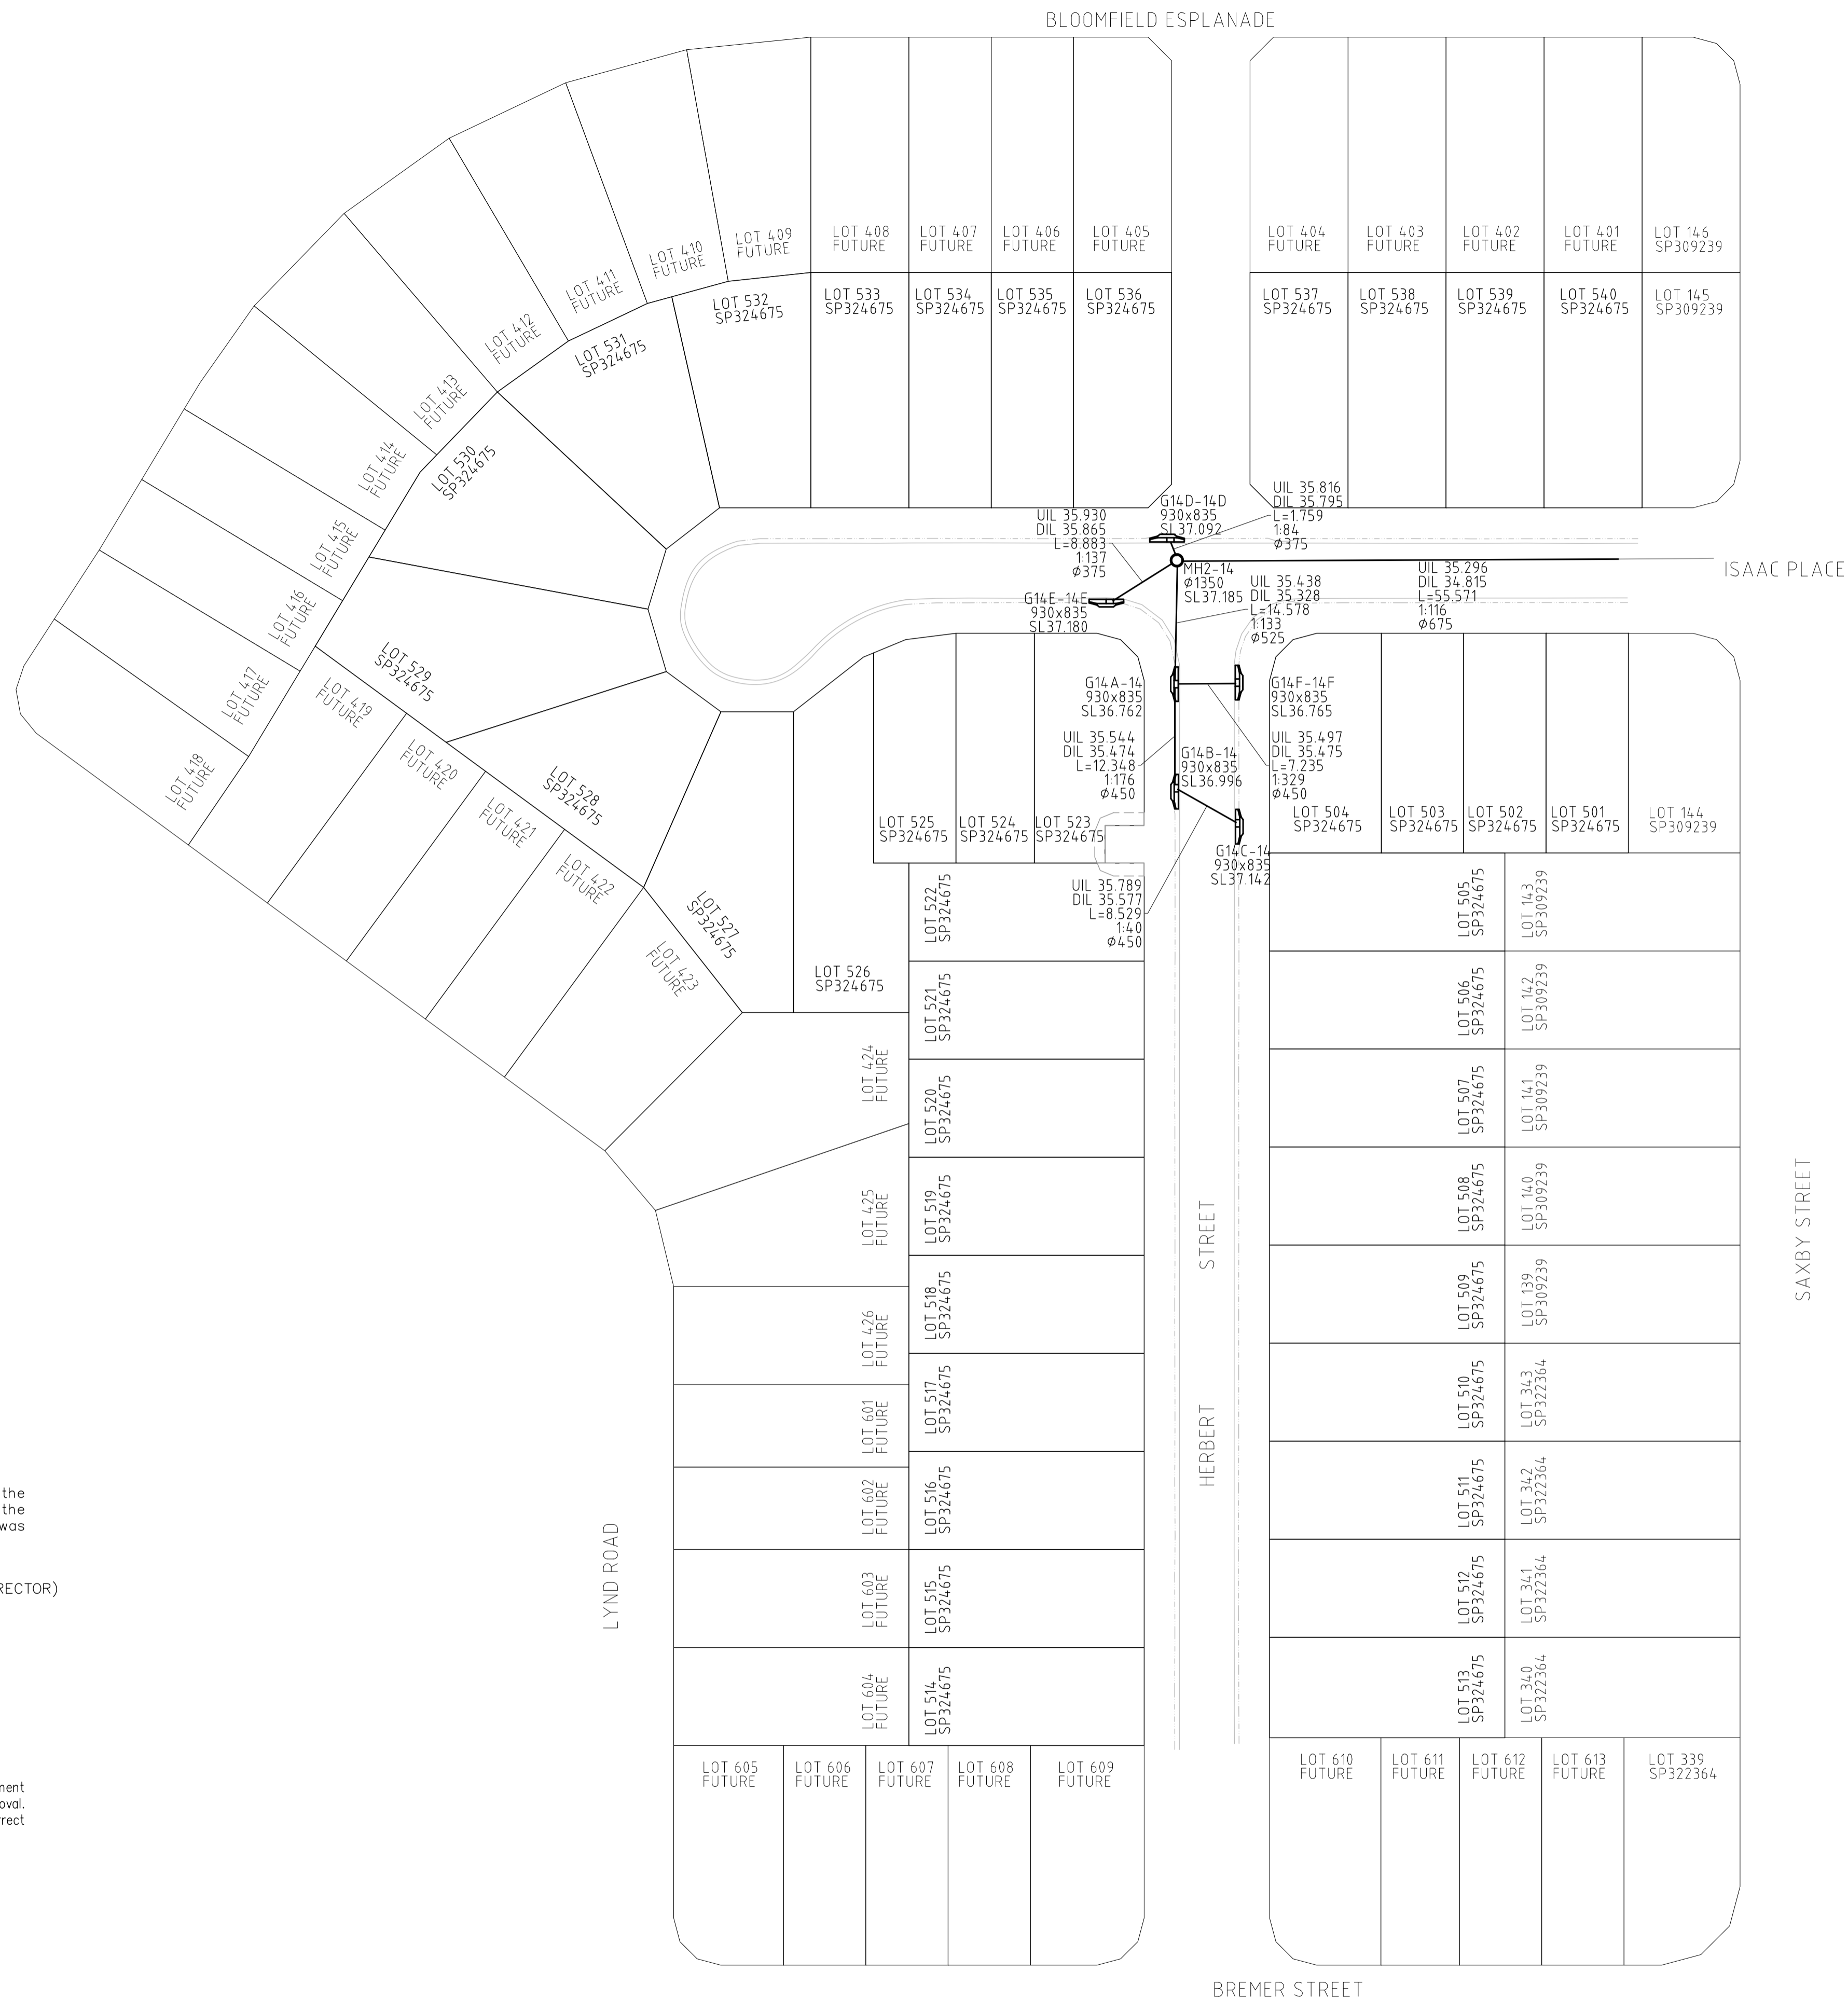 BLOOMFIELD ESPLANADE
LOT 409
FUTURE
LOT 408
FUTURE
LOT 407
FUTURE
LOT 406
FUTURE
LOT 405
FUTURE
LOT 404
FUTURE
LOT 403
FUTURE
LOT 402
FUTURE
LOT 401
FUTURE
LOT 146
SP309239
LOT 410
FUTURE
LOT 411
FUTURE
LOT 412
FUTURE
LOT 413
FUTURE
LOT 414
FUTURE
LOT 415
FUTURE
LOT 416
FUTURE
LOT 417
FUTURE
LOT 418
FUTURE
LOT 532
SP324675
LOT 533
SP324675
LOT 534
SP324675
LOT 535
SP324675
LOT 536
SP324675
LOT 537
SP324675
LOT 538
SP324675
LOT 539
SP324675
LOT 540
SP324675
LOT 145
SP309239
LOT 531
SP324675
LOT 530
SP324675
LOT 529
SP324675
LOT 528
SP324675
LOT 527
SP324675
LOT 526
SP324675
LOT 419
FUTURE
LOT 420
FUTURE
LOT 421
FUTURE
LOT 422
FUTURE
LOT 423
FUTURE
LOT 424
FUTURE
LOT 425
FUTURE
LOT 426
FUTURE
UIL 35.930
DIL 35.865
L=8.883
1:137
ø375
G14D-14D
930x835
SL37.092
UIL 35.816
DIL 35.795
L=1.759
1:84
ø375
MH2-14
ø1350
SL37.185
UIL 35.438
DIL 35.328
L=14.578
1:133
ø525
UIL 35.296
DIL 34.815
L=55.571
1:116
ø675
ISAAC PLACE
G14E-14E
930x835
SL37.180
G14A-14
930x835
SL36.762
G14F-14F
930x835
SL36.765
UIL 35.544
DIL 35.474
L=12.348
1:176
ø450
G14B-14
930x835
SL36.996
UIL 35.497
DIL 35.475
L=7.235
1:329
ø450
G14C-14
930x835
SL37.142
UIL 35.789
DIL 35.577
L=8.529
1:40
ø450
LOT 525
SP324675
LOT 524
SP324675
LOT 523
SP324675
LOT 504
SP324675
LOT 503
SP324675
LOT 502
SP324675
LOT 501
SP324675
LOT 144
SP309239
LOT 522
SP324675
LOT 521
SP324675
LOT 520
SP324675
LOT 519
SP324675
LOT 518
SP324675
LOT 517
SP324675
LOT 516
SP324675
LOT 515
SP324675
LOT 514
SP324675
LOT 505
SP324675
LOT 506
SP324675
LOT 507
SP324675
LOT 508
SP324675
LOT 509
SP324675
LOT 510
SP324675
LOT 511
SP324675
LOT 512
SP324675
LOT 513
SP324675
LOT 143
SP309239
LOT 142
SP309239
LOT 141
SP309239
LOT 140
SP309239
LOT 139
SP309239
LOT 343
SP322364
LOT 342
SP322364
LOT 341
SP322364
LOT 340
SP322364
HERBERT STREET
SAXBY STREET
LYND ROAD
LOT 601
FUTURE
LOT 602
FUTURE
LOT 603
FUTURE
LOT 604
FUTURE
LOT 605
FUTURE
LOT 606
FUTURE
LOT 607
FUTURE
LOT 608
FUTURE
LOT 609
FUTURE
LOT 610
FUTURE
LOT 611
FUTURE
LOT 612
FUTURE
LOT 613
FUTURE
LOT 339
SP322364
BREMER STREET
the
the
was
RECTOR)